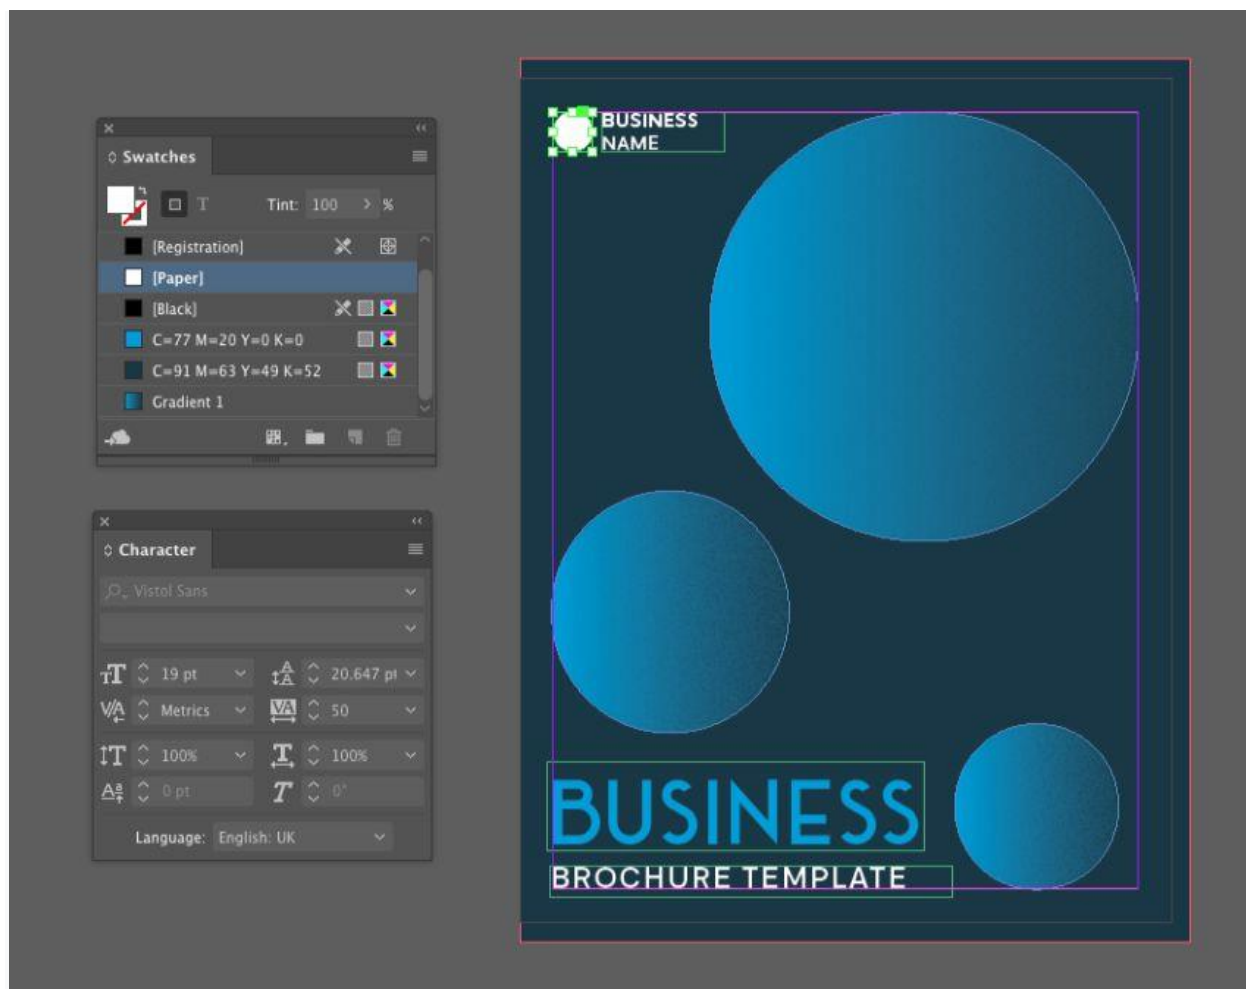 Swatches
T
Tint: 100 %
[Registration]
[Paper]
[Black]
C=77 M=20 Y=0 K=0
C=91 M=63 Y=49 K=52
Gradient 1
Character
Vistol Sans
19 pt
20.647 pt
Metrics
50
100%
100%
0 pt
0°
Language: English: UK
BUSINESS
NAME
BUSINESS
BROCHURE TEMPLATE